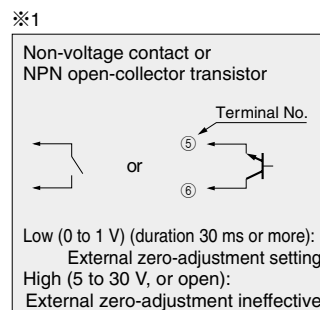 ※1
Non-voltage contact or
NPN open-collector transistor
Terminal No.
⑤
or
⑥
Low (0 to 1 V) (duration 30 ms or more):
External zero-adjustment setting
High (5 to 30 V, or open):
External zero-adjustment ineffective